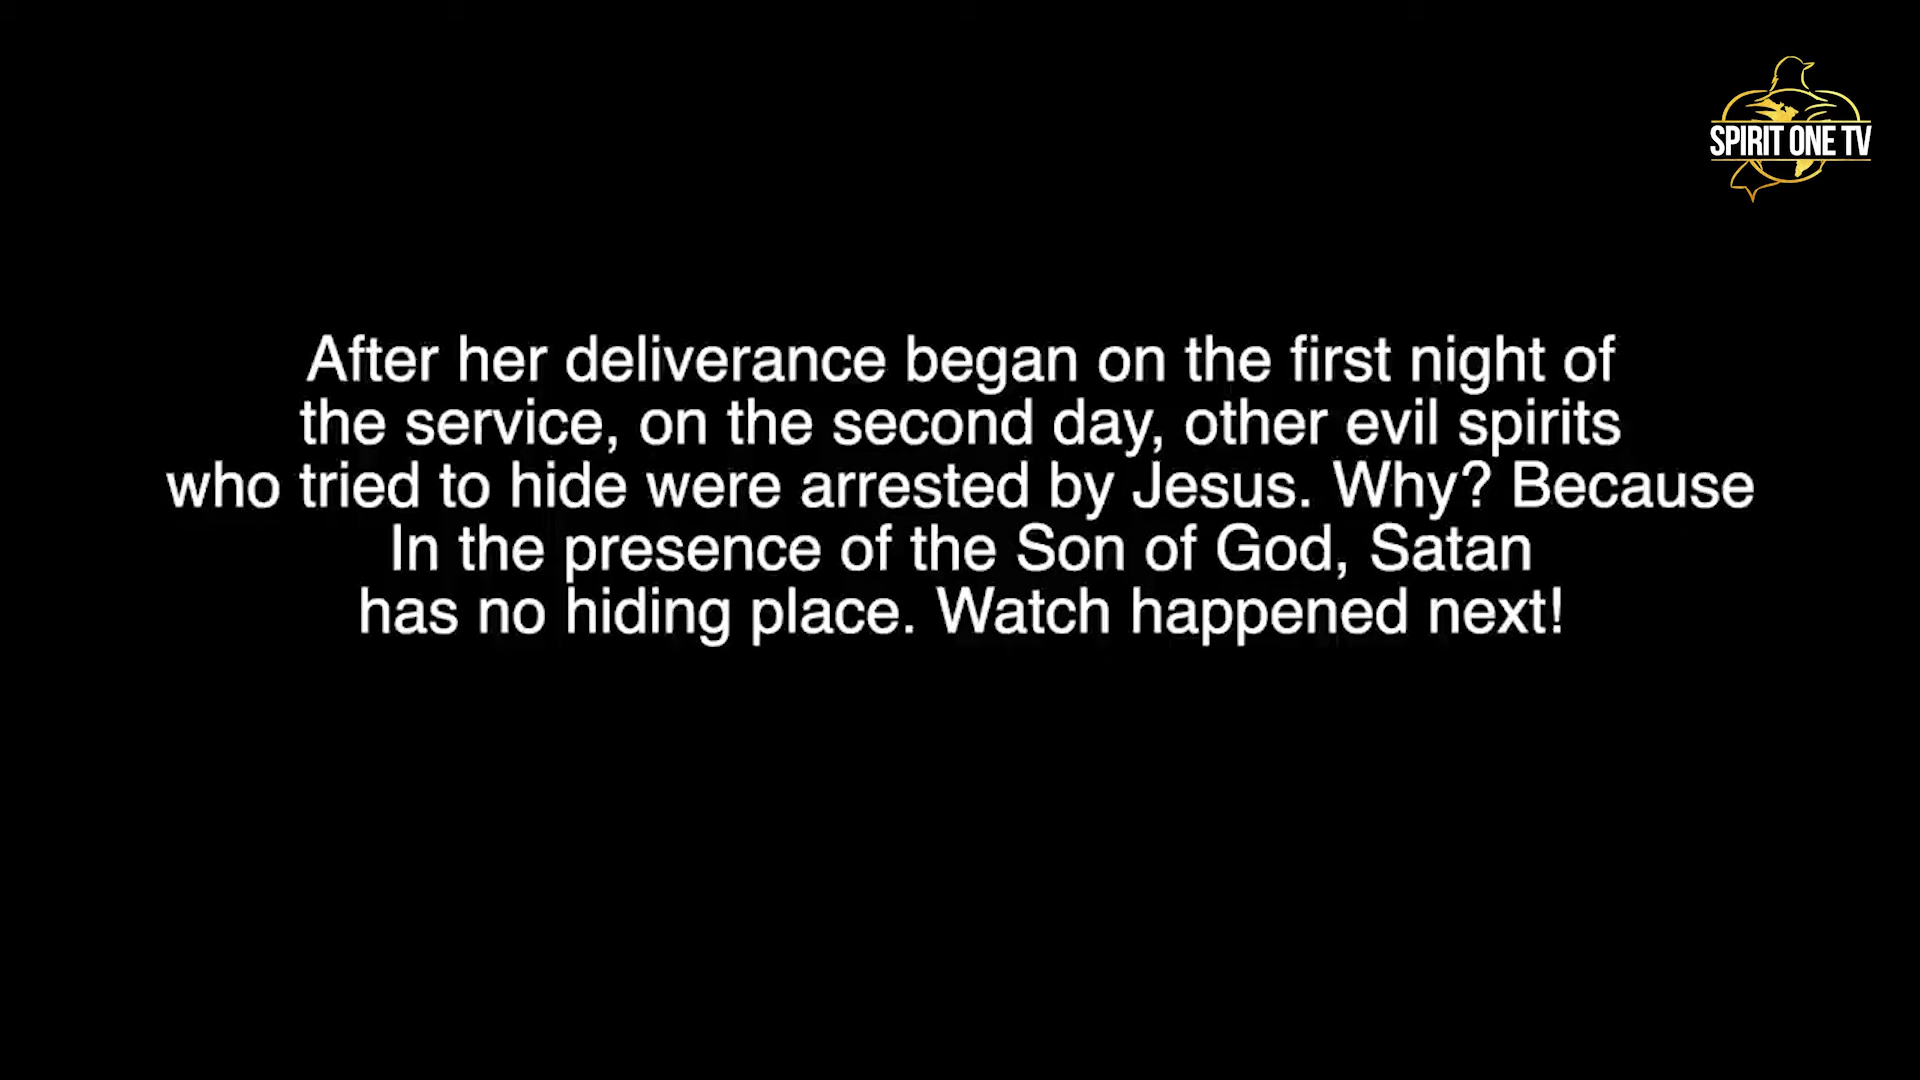 SPIRIT ONE TV
After her deliverance began on the first night of
the service, on the second day, other evil spirits
who tried to hide were arrested by Jesus. Why? Because
In the presence of the Son of God, Satan
has no hiding place. Watch happened next!